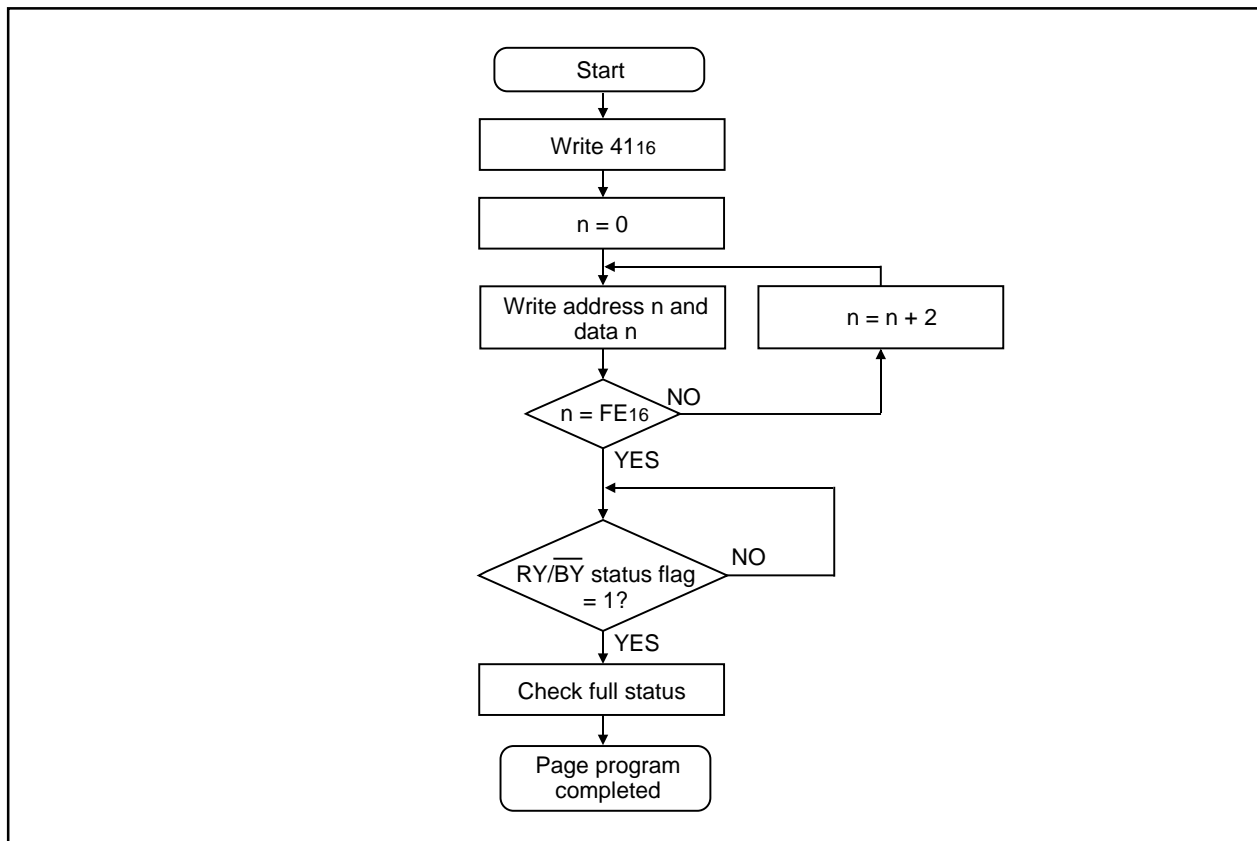 Start
Write 4116
n = 0
Write address n and
data n
n = n + 2
n = FE16
NO
YES
RY/BY status flag
= 1?
NO
YES
Check full status
Page program
completed